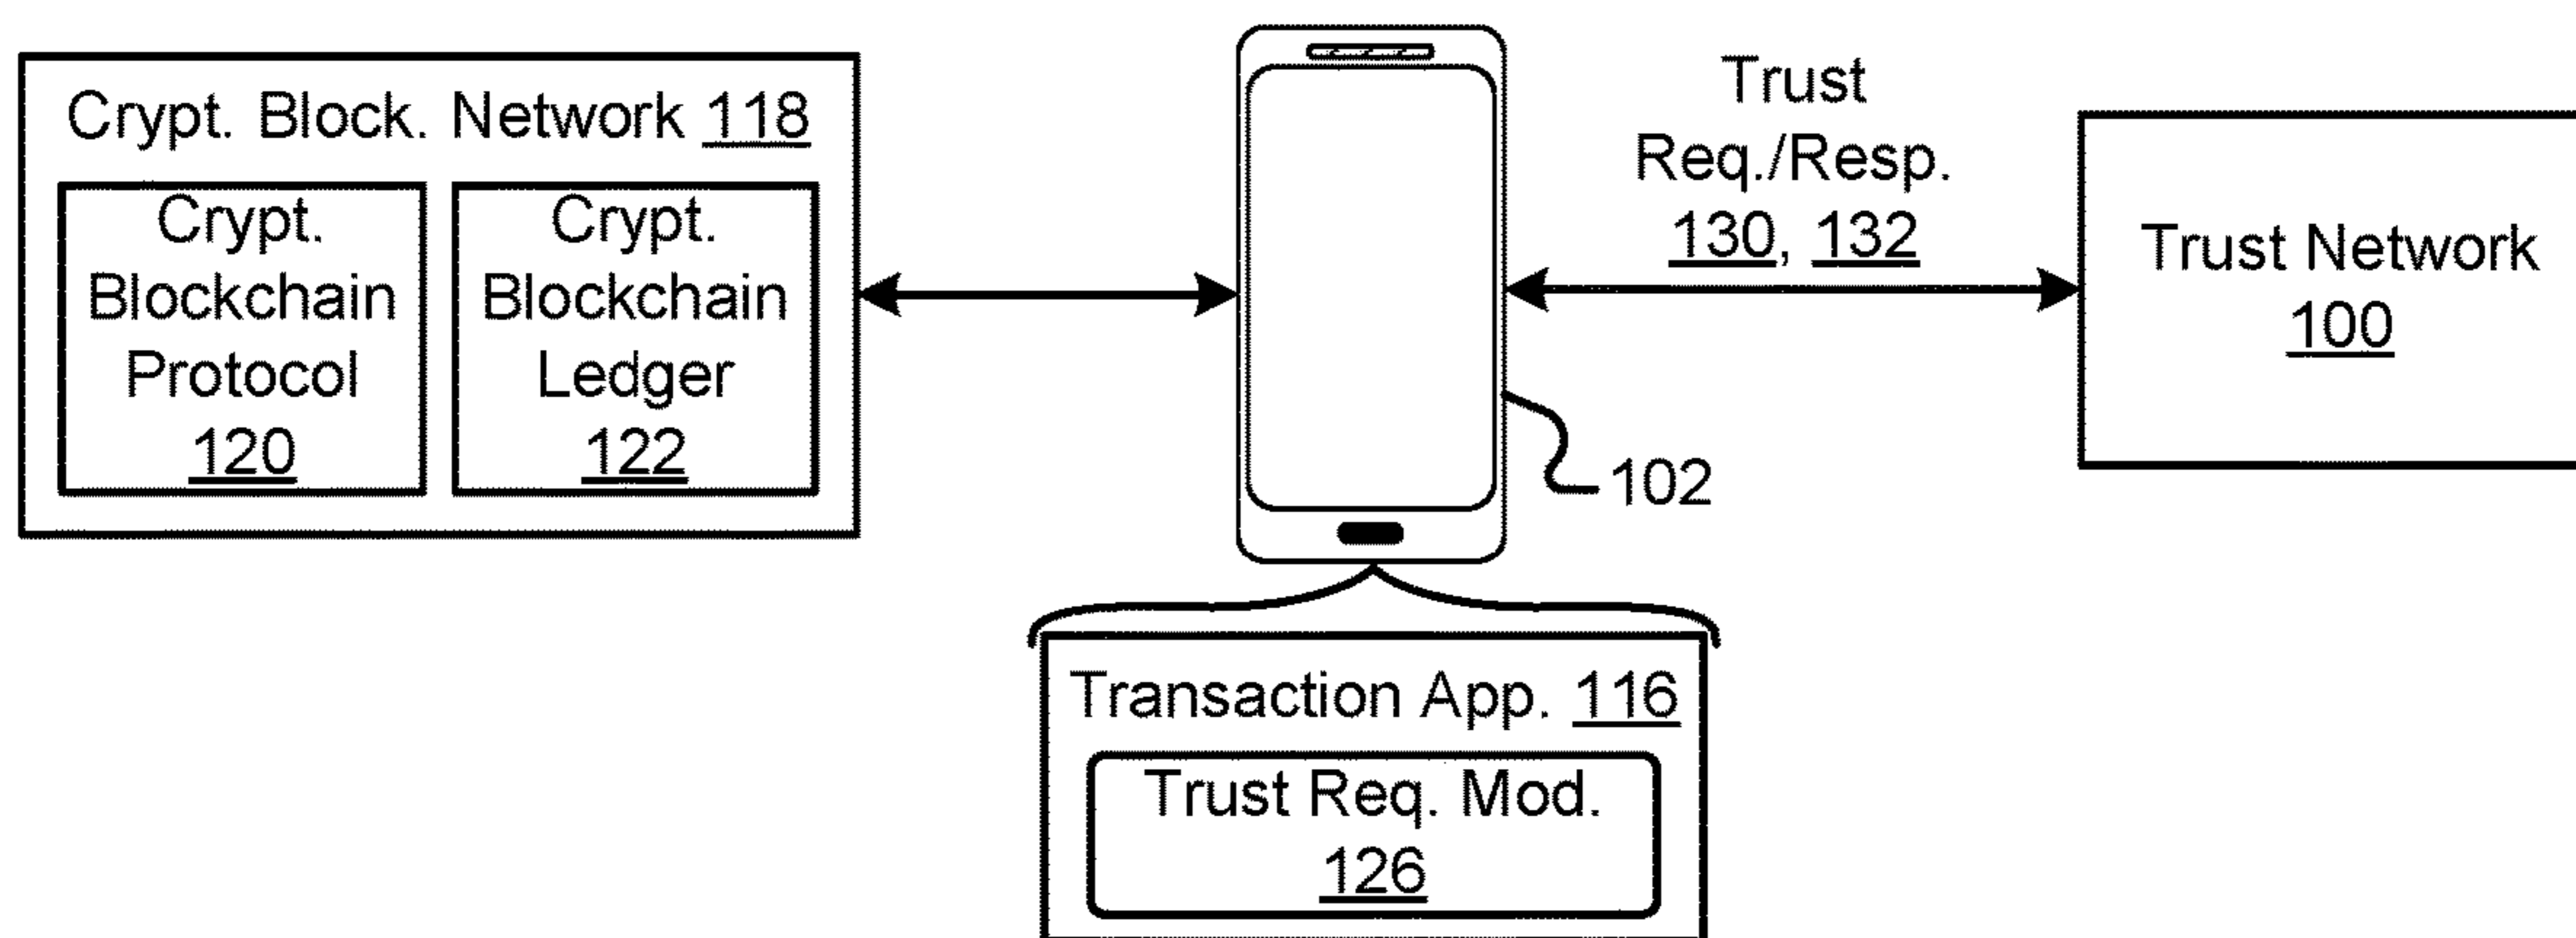 Crypt. Block. Network 118
Crypt.
Blockchain
Protocol
120
Crypt.
Blockchain
Ledger
122
Trust
Req./Resp.
130, 132
102
Trust Network
100
Transaction App. 116
Trust Req. Mod.
126